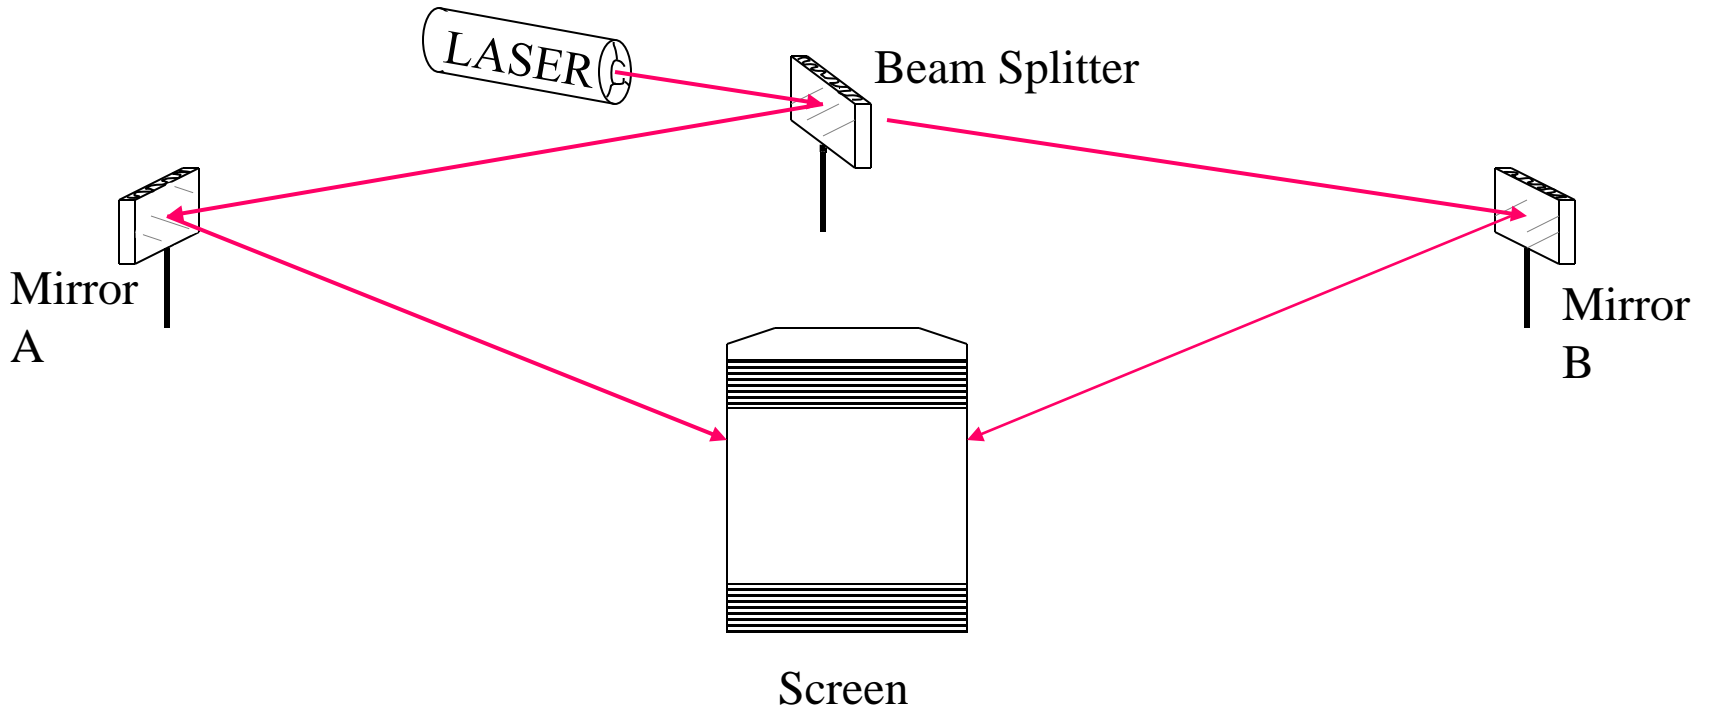 LASER
Beam Splitter
Mirror
A
Mirror
B
Screen